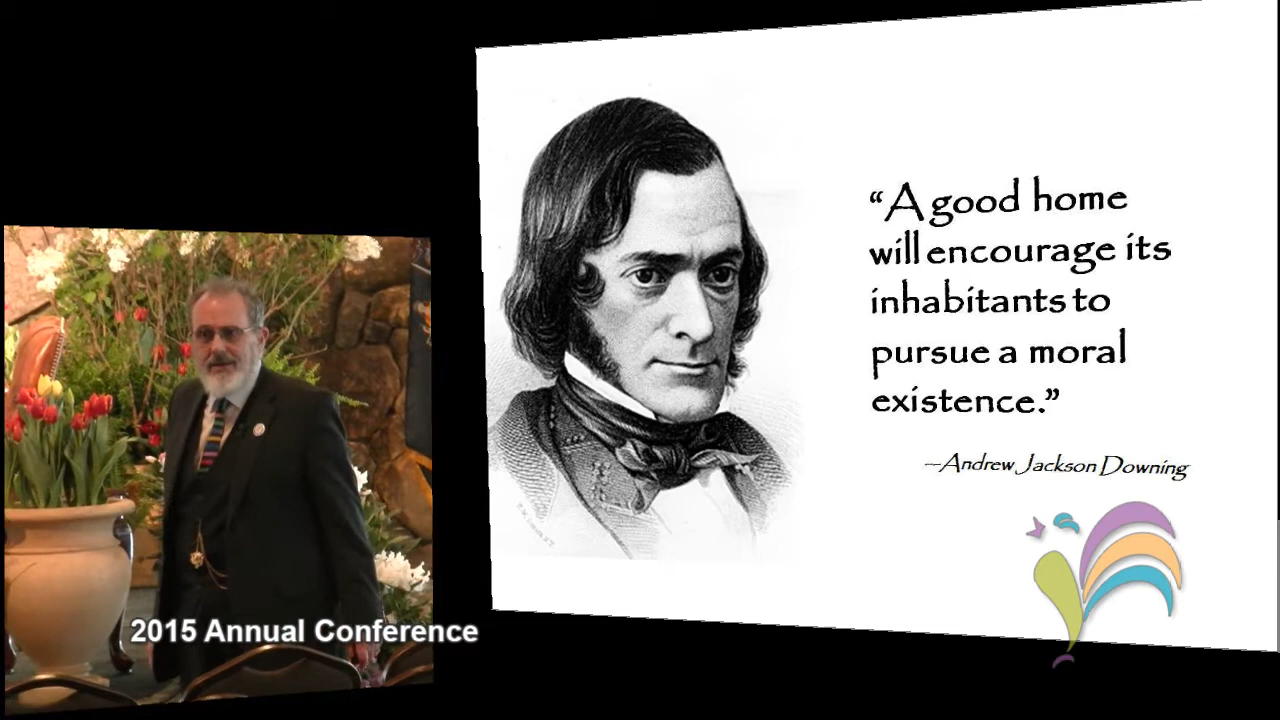 “A good home
will encourage its
inhabitants to
pursue a moral
existence.”
—Andrew Jackson Downing
2015 Annual Conference